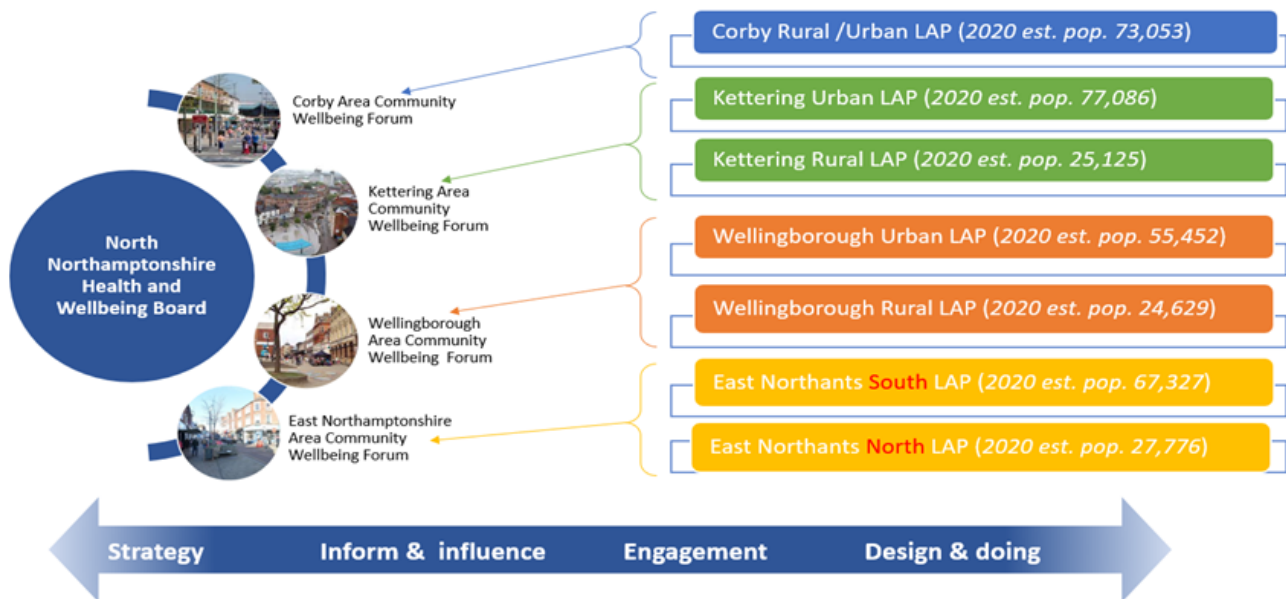 North
Northamptonshire
Health and
Wellbeing Board
Corby Area Community
Wellbeing Forum
Kettering Area
Community
Wellbeing Forum
Wellingborough
Area Community
Wellbeing Forum
East Northamptonshire
Area Community
Wellbeing Forum
Corby Rural /Urban LAP (2020 est. pop. 73,053)
Kettering Urban LAP (2020 est. pop. 77,086)
Kettering Rural LAP (2020 est. pop. 25,125)
Wellingborough Urban LAP (2020 est. pop. 55,452)
Wellingborough Rural LAP (2020 est. pop. 24,629)
East Northants South LAP (2020 est. pop. 67,327)
East Northants North LAP (2020 est. pop. 27,776)
Strategy Inform & influence Engagement Design & doing